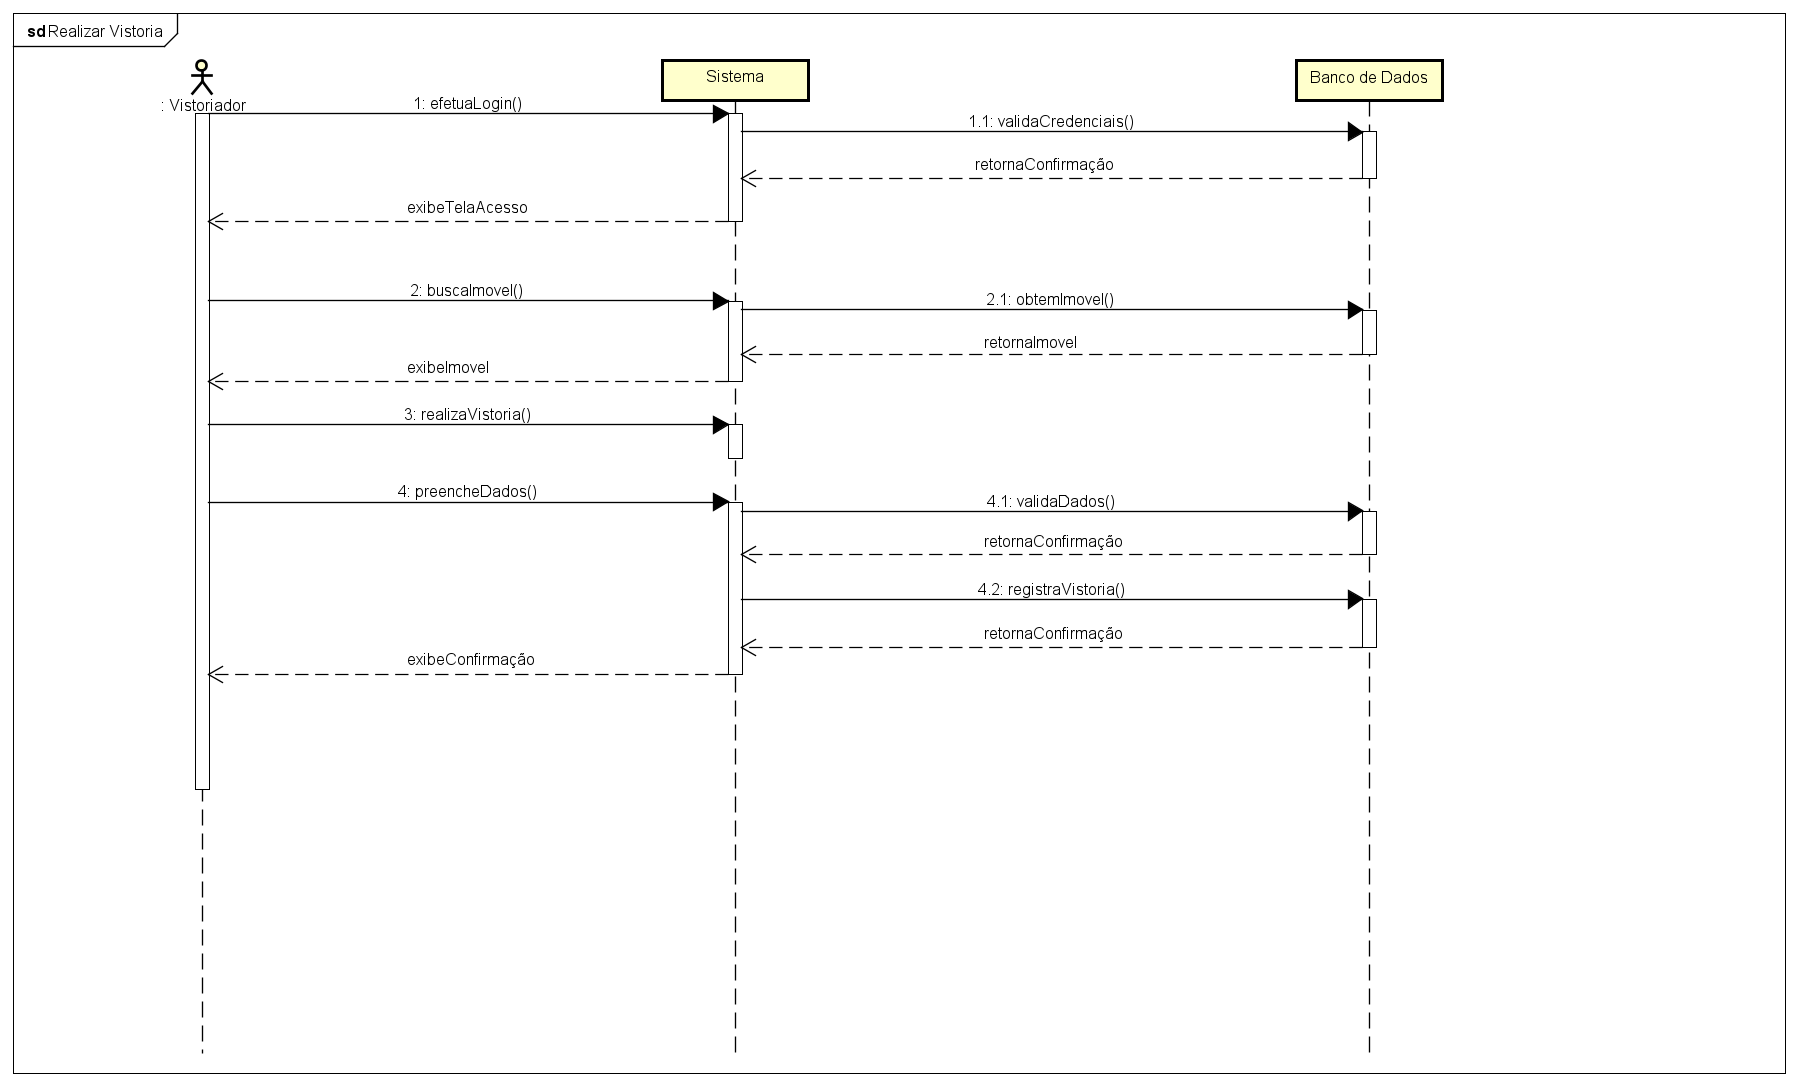 sd Realizar Vistoria
Sistema
Banco de Dados
: Vistoriador
1: efetuaLogin()
1.1: validaCredenciais()
retornaConfirmação
exibeTelaAcesso
2: buscaImovel()
2.1: obtemImovel()
retornaImovel
exibeImovel
3: realizaVistoria()
4: preencheDados()
4.1: validaDados()
retornaConfirmação
4.2: registraVistoria()
retornaConfirmação
exibeConfirmação